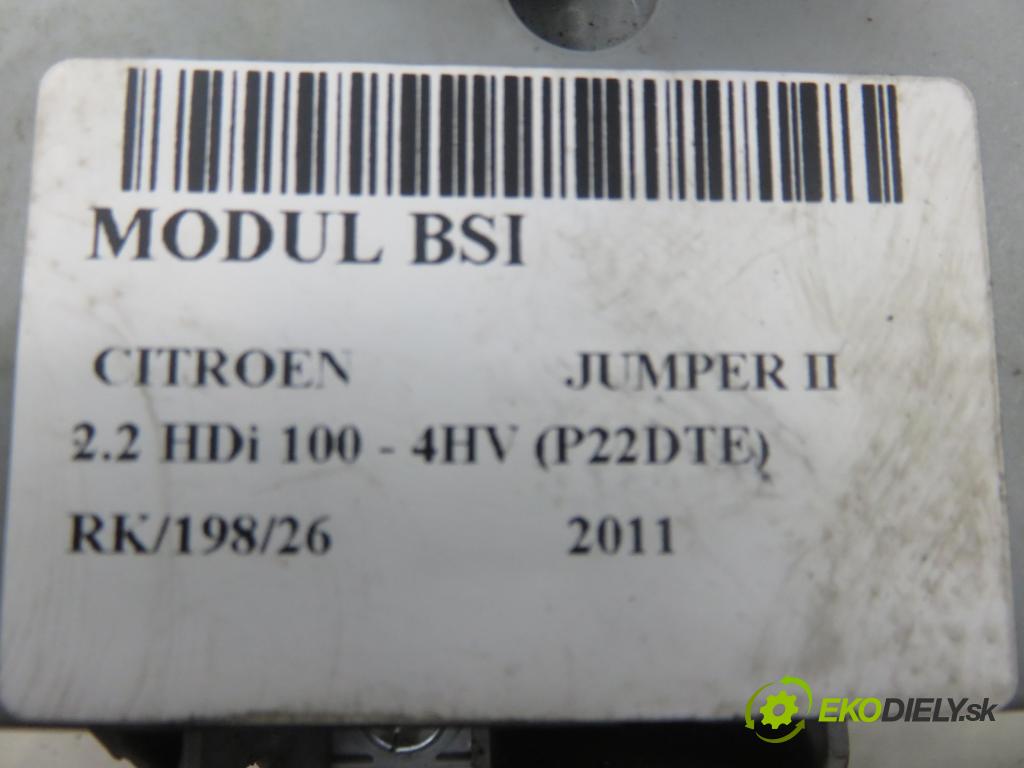 MODUL BSI
CITROEN JUMPER II
2.2 HDi 100 - 4HV (P22DTE)
RK/198/26 2011
EKODIELY.sk